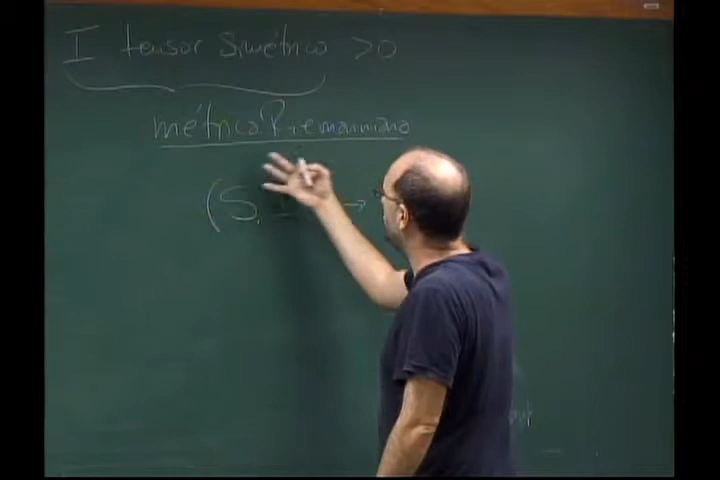 I tensor simétrico >0
métrica Riemanniana
(S, I →